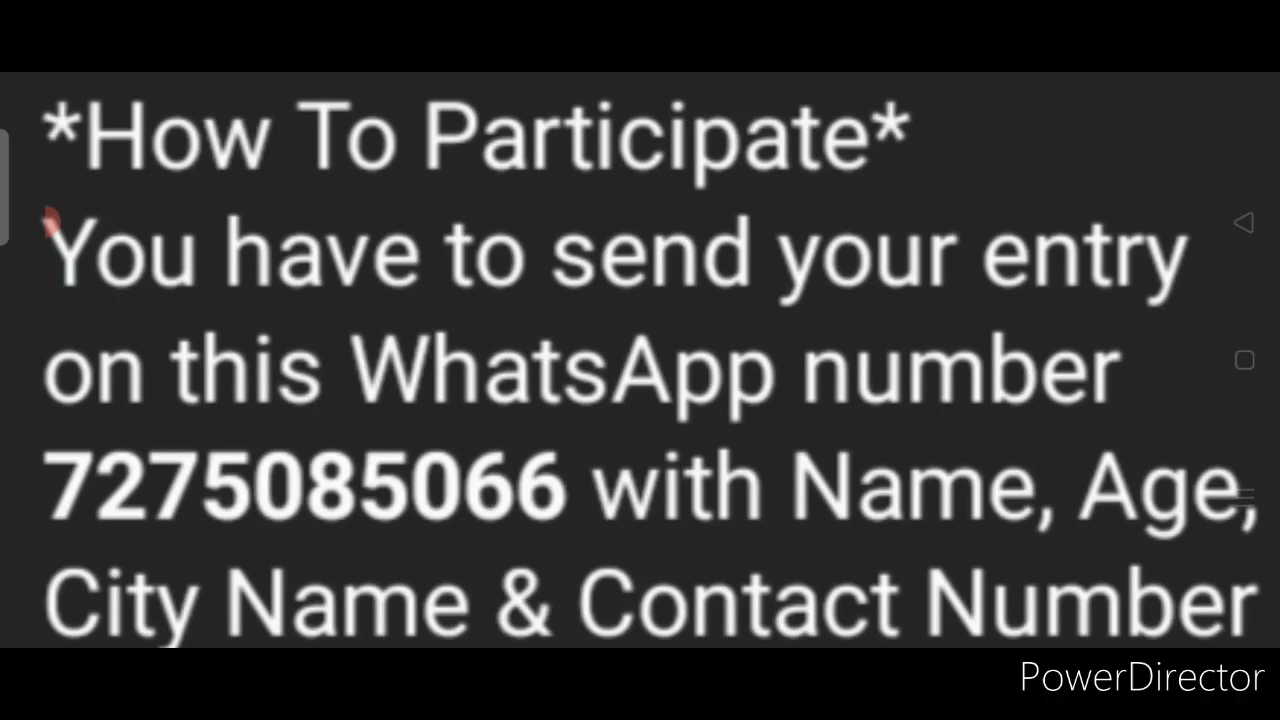 *How To Participate*
You have to send your entry
on this WhatsApp number
7275085066 with Name, Age,
City Name & Contact Number
PowerDirector